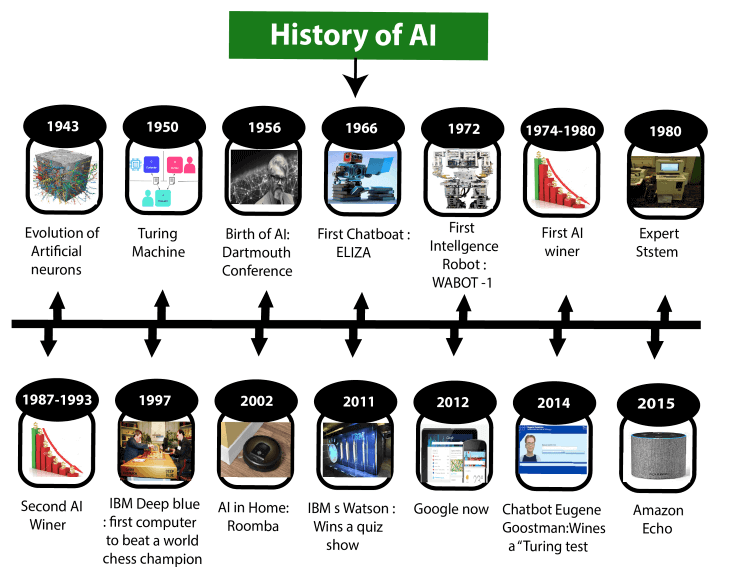 History of AI
1943
1950
1956
1966
1972
1974-1980
1980
Evolution of
Artificial
neurons
Turing
Machine
Birth of AI:
Dartmouth
Conference
First Chatboat :
ELIZA
First
Intellgence
Robot :
WABOT -1
First AI
winer
Expert
Ststem
1987-1993
1997
2002
2011
2012
2014
2015
Second AI
Winer
IBM Deep blue
: first computer
to beat a world
chess champion
AI in Home:
Roomba
IBM s Watson :
Wins a quiz
show
Google now
Chatbot Eugene
Goostman:Wines
a “Turing test
Amazon
Echo